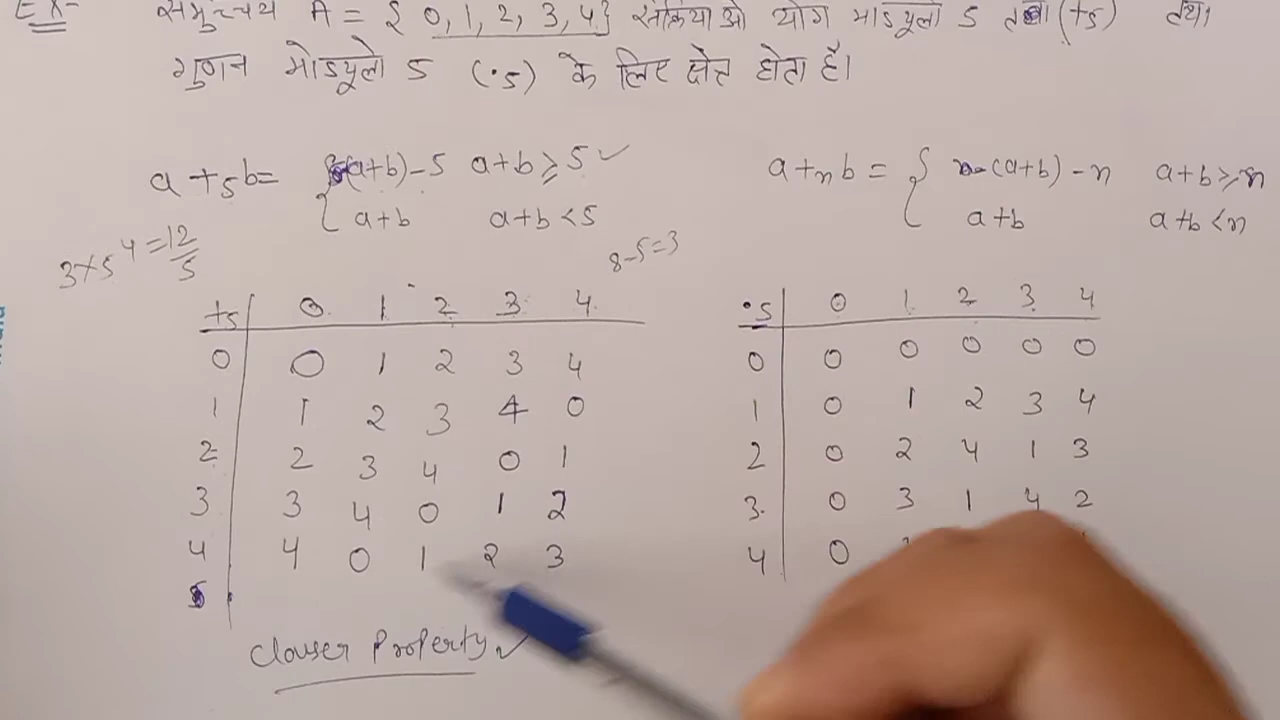 Ex- समुच्चय A = { 0, 1, 2, 3, 4} संक्रियाओ योग माड्यूलो 5 (+5) तथा
गुणन मोड्यूलो 5 (·5) के लिए क्षेत्र होता है।
a +5 b = { (a+b) - 5 a+b ≥ 5 ✓
a+b a+b < 5
a +n b = { (a+b) - n a+b ≥ n
a+b a+b < n
3 ×5 4 = 12/5
8-5=3
+5 0 1 2 3 4
0 0 1 2 3 4
1 1 2 3 4 0
2 2 3 4 0 1
3 3 4 0 1 2
4 4 0 1 2 3
·5 0 1 2 3 4
0 0 0 0 0 0
1 0 1 2 3 4
2 0 2 4 1 3
3 0 3 1 4 2
4 0
Clouser Property ✓